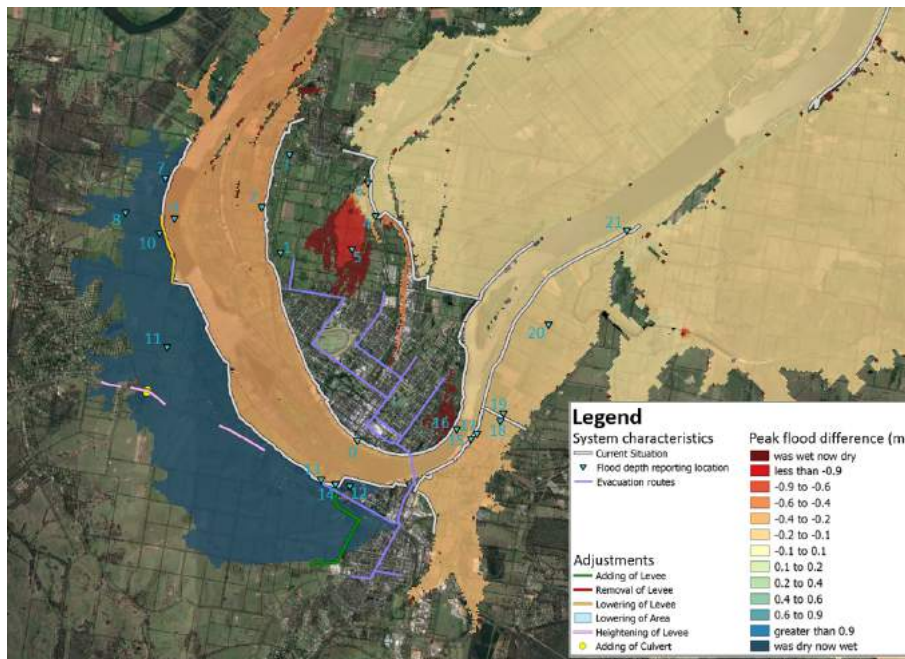 7
8
10
11
5
9
16
14
12
21
20
19
18
Legend
System characteristics
Current Situation
Flood depth reporting location
Evacuation routes
Adjustments
Adding of Levee
Removal of Levee
Lowering of Levee
Lowering of Area
Heightening of Levee
Adding of Culvert
Peak flood difference (m
was wet now dry
less than -0.9
-0.9 to -0.6
-0.6 to -0.4
-0.4 to -0.2
-0.2 to -0.1
-0.1 to 0.1
0.1 to 0.2
0.2 to 0.4
0.4 to 0.6
0.6 to 0.9
greater than 0.9
was dry now wet